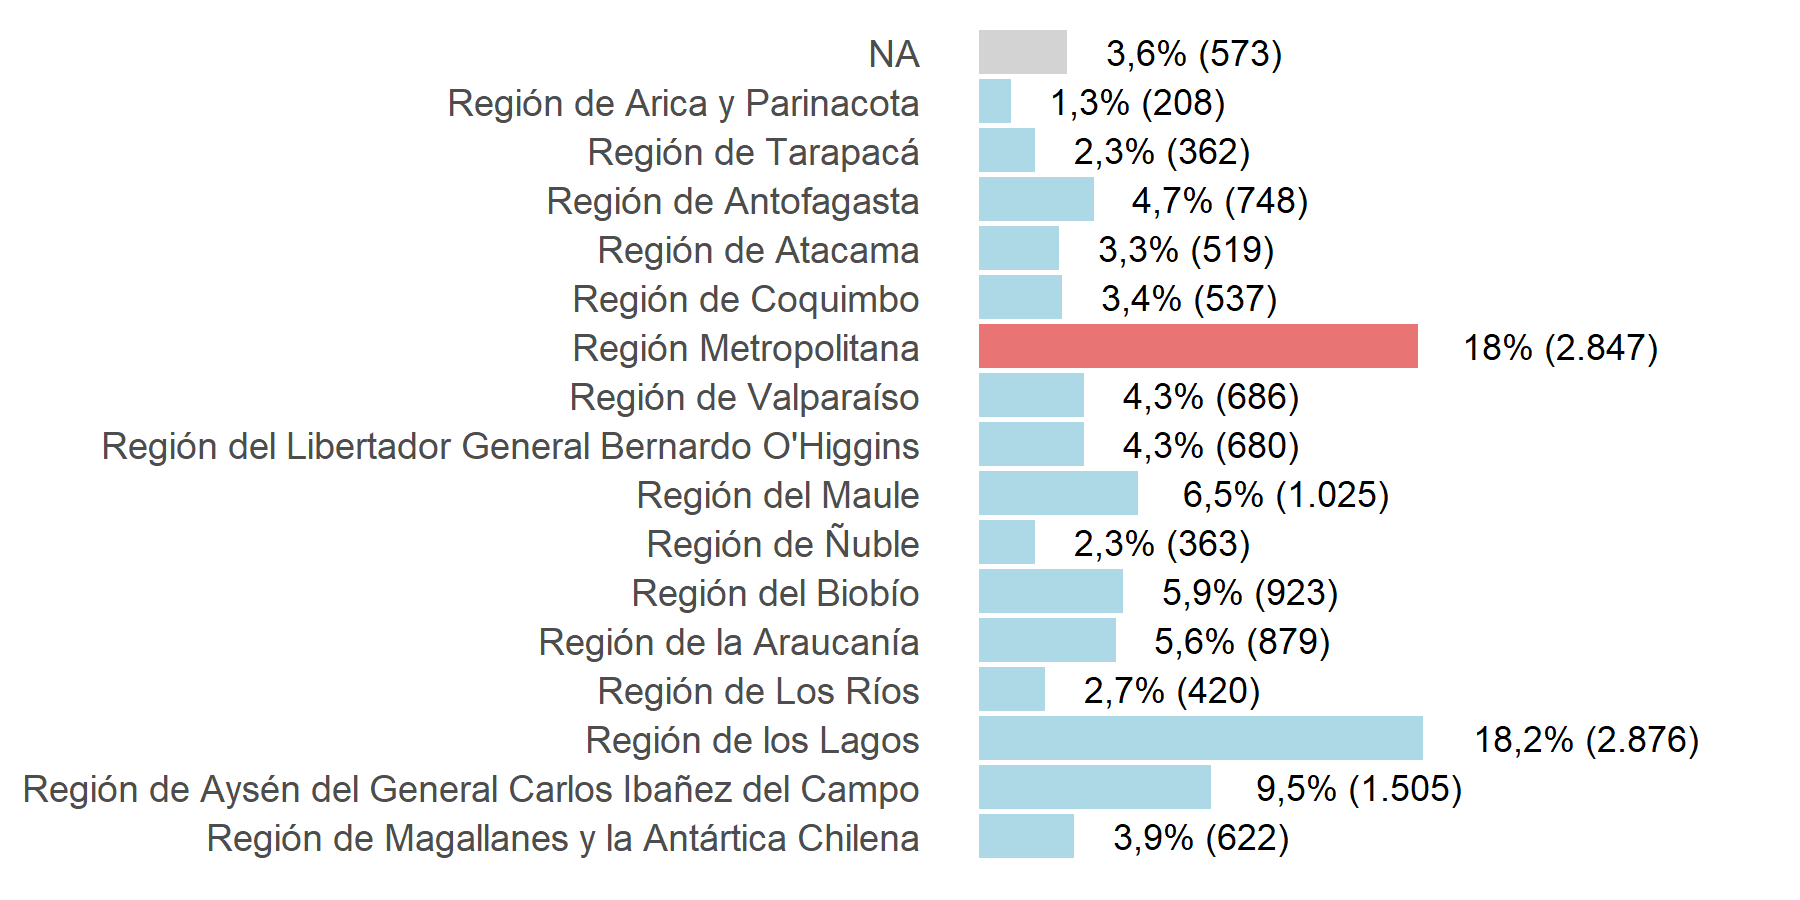 NA 3,6% (573)
Región de Arica y Parinacota 1,3% (208)
Región de Tarapacá 2,3% (362)
Región de Antofagasta 4,7% (748)
Región de Atacama 3,3% (519)
Región de Coquimbo 3,4% (537)
Región Metropolitana 18% (2.847)
Región de Valparaíso 4,3% (686)
Región del Libertador General Bernardo O'Higgins 4,3% (680)
Región del Maule 6,5% (1.025)
Región de Ñuble 2,3% (363)
Región del Biobío 5,9% (923)
Región de la Araucanía 5,6% (879)
Región de Los Ríos 2,7% (420)
Región de los Lagos 18,2% (2.876)
Región de Aysén del General Carlos Ibañez del Campo 9,5% (1.505)
Región de Magallanes y la Antártica Chilena 3,9% (622)